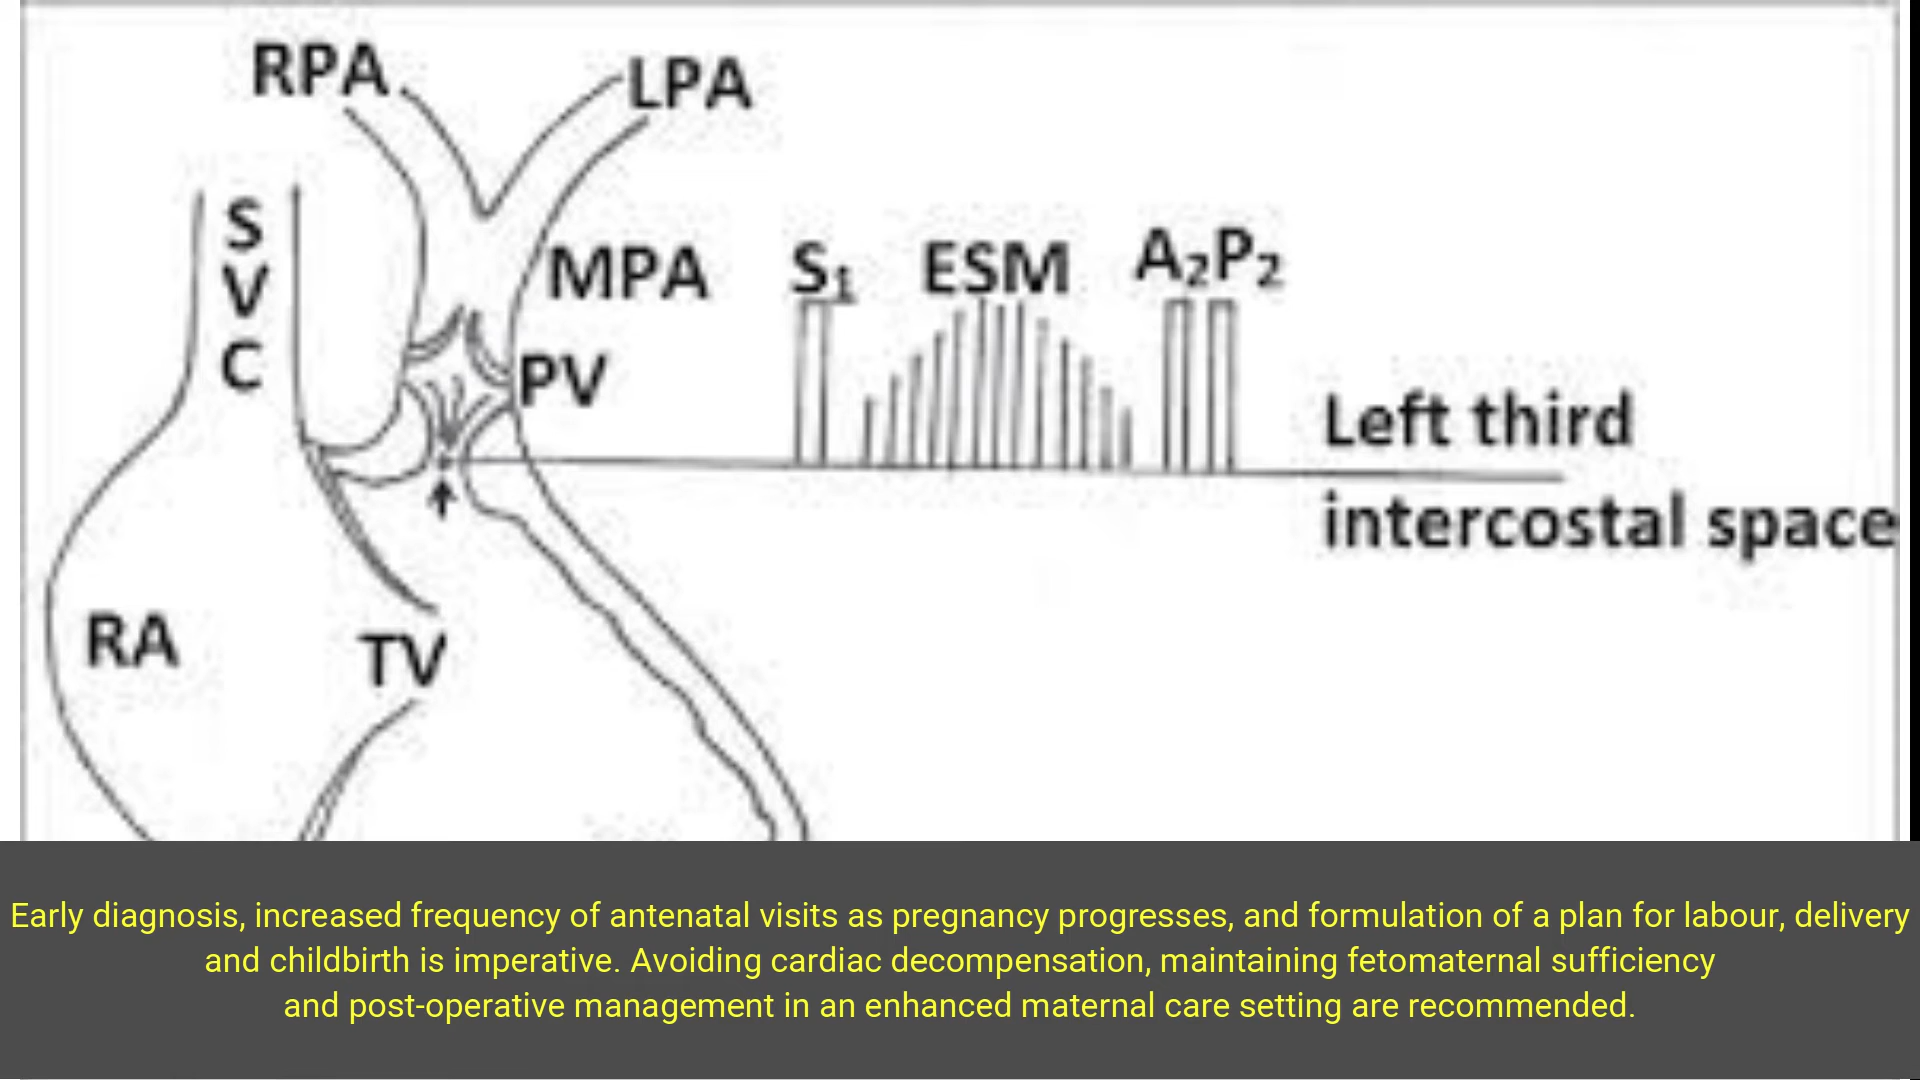 RPA
LPA
S
V
C
MPA
S₁
ESM
A₂P₂
PV
Left third
intercostal space
RA
TV
Early diagnosis, increased frequency of antenatal visits as pregnancy progresses, and formulation of a plan for labour, delivery
and childbirth is imperative. Avoiding cardiac decompensation, maintaining fetomaternal sufficiency
and post-operative management in an enhanced maternal care setting are recommended.